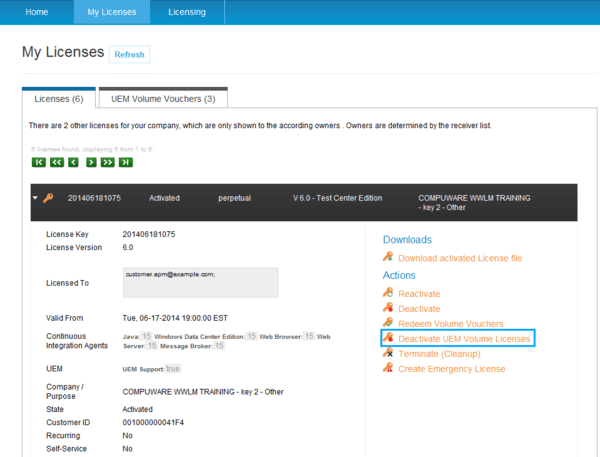 Home My Licenses Licensing
My Licenses Refresh
Licenses (6) UEM Volume Vouchers (3)
There are 2 other licenses for your company, which are only shown to the according owners . Owners are determined by the receiver list.
6 licenses found, displaying 6 from 1 to 6.
201406181075 Activated perpetual V 6.0 - Test Center Edition COMPUWARE WWLM TRAINING
- key 2 - Other
License Key 201406181075
License Version 6.0
Licensed To customer.apm@example.com;
Valid From Tue, 06-17-2014 19:00:00 EST
Continuous
Integration Agents
Java: 15 Windows Data Center Edition: 15 Web Browser: 15 Web
Server: 15 Message Broker: 15
UEM UEM Support: true
Company /
Purpose
COMPUWARE WWLM TRAINING - key 2 - Other
State Activated
Customer ID 001000000041F4
Recurring No
Self-Service No
Downloads
Download activated License file
Actions
Reactivate
Deactivate
Redeem Volume Vouchers
Deactivate UEM Volume Licenses
Terminate (Cleanup)
Create Emergency License